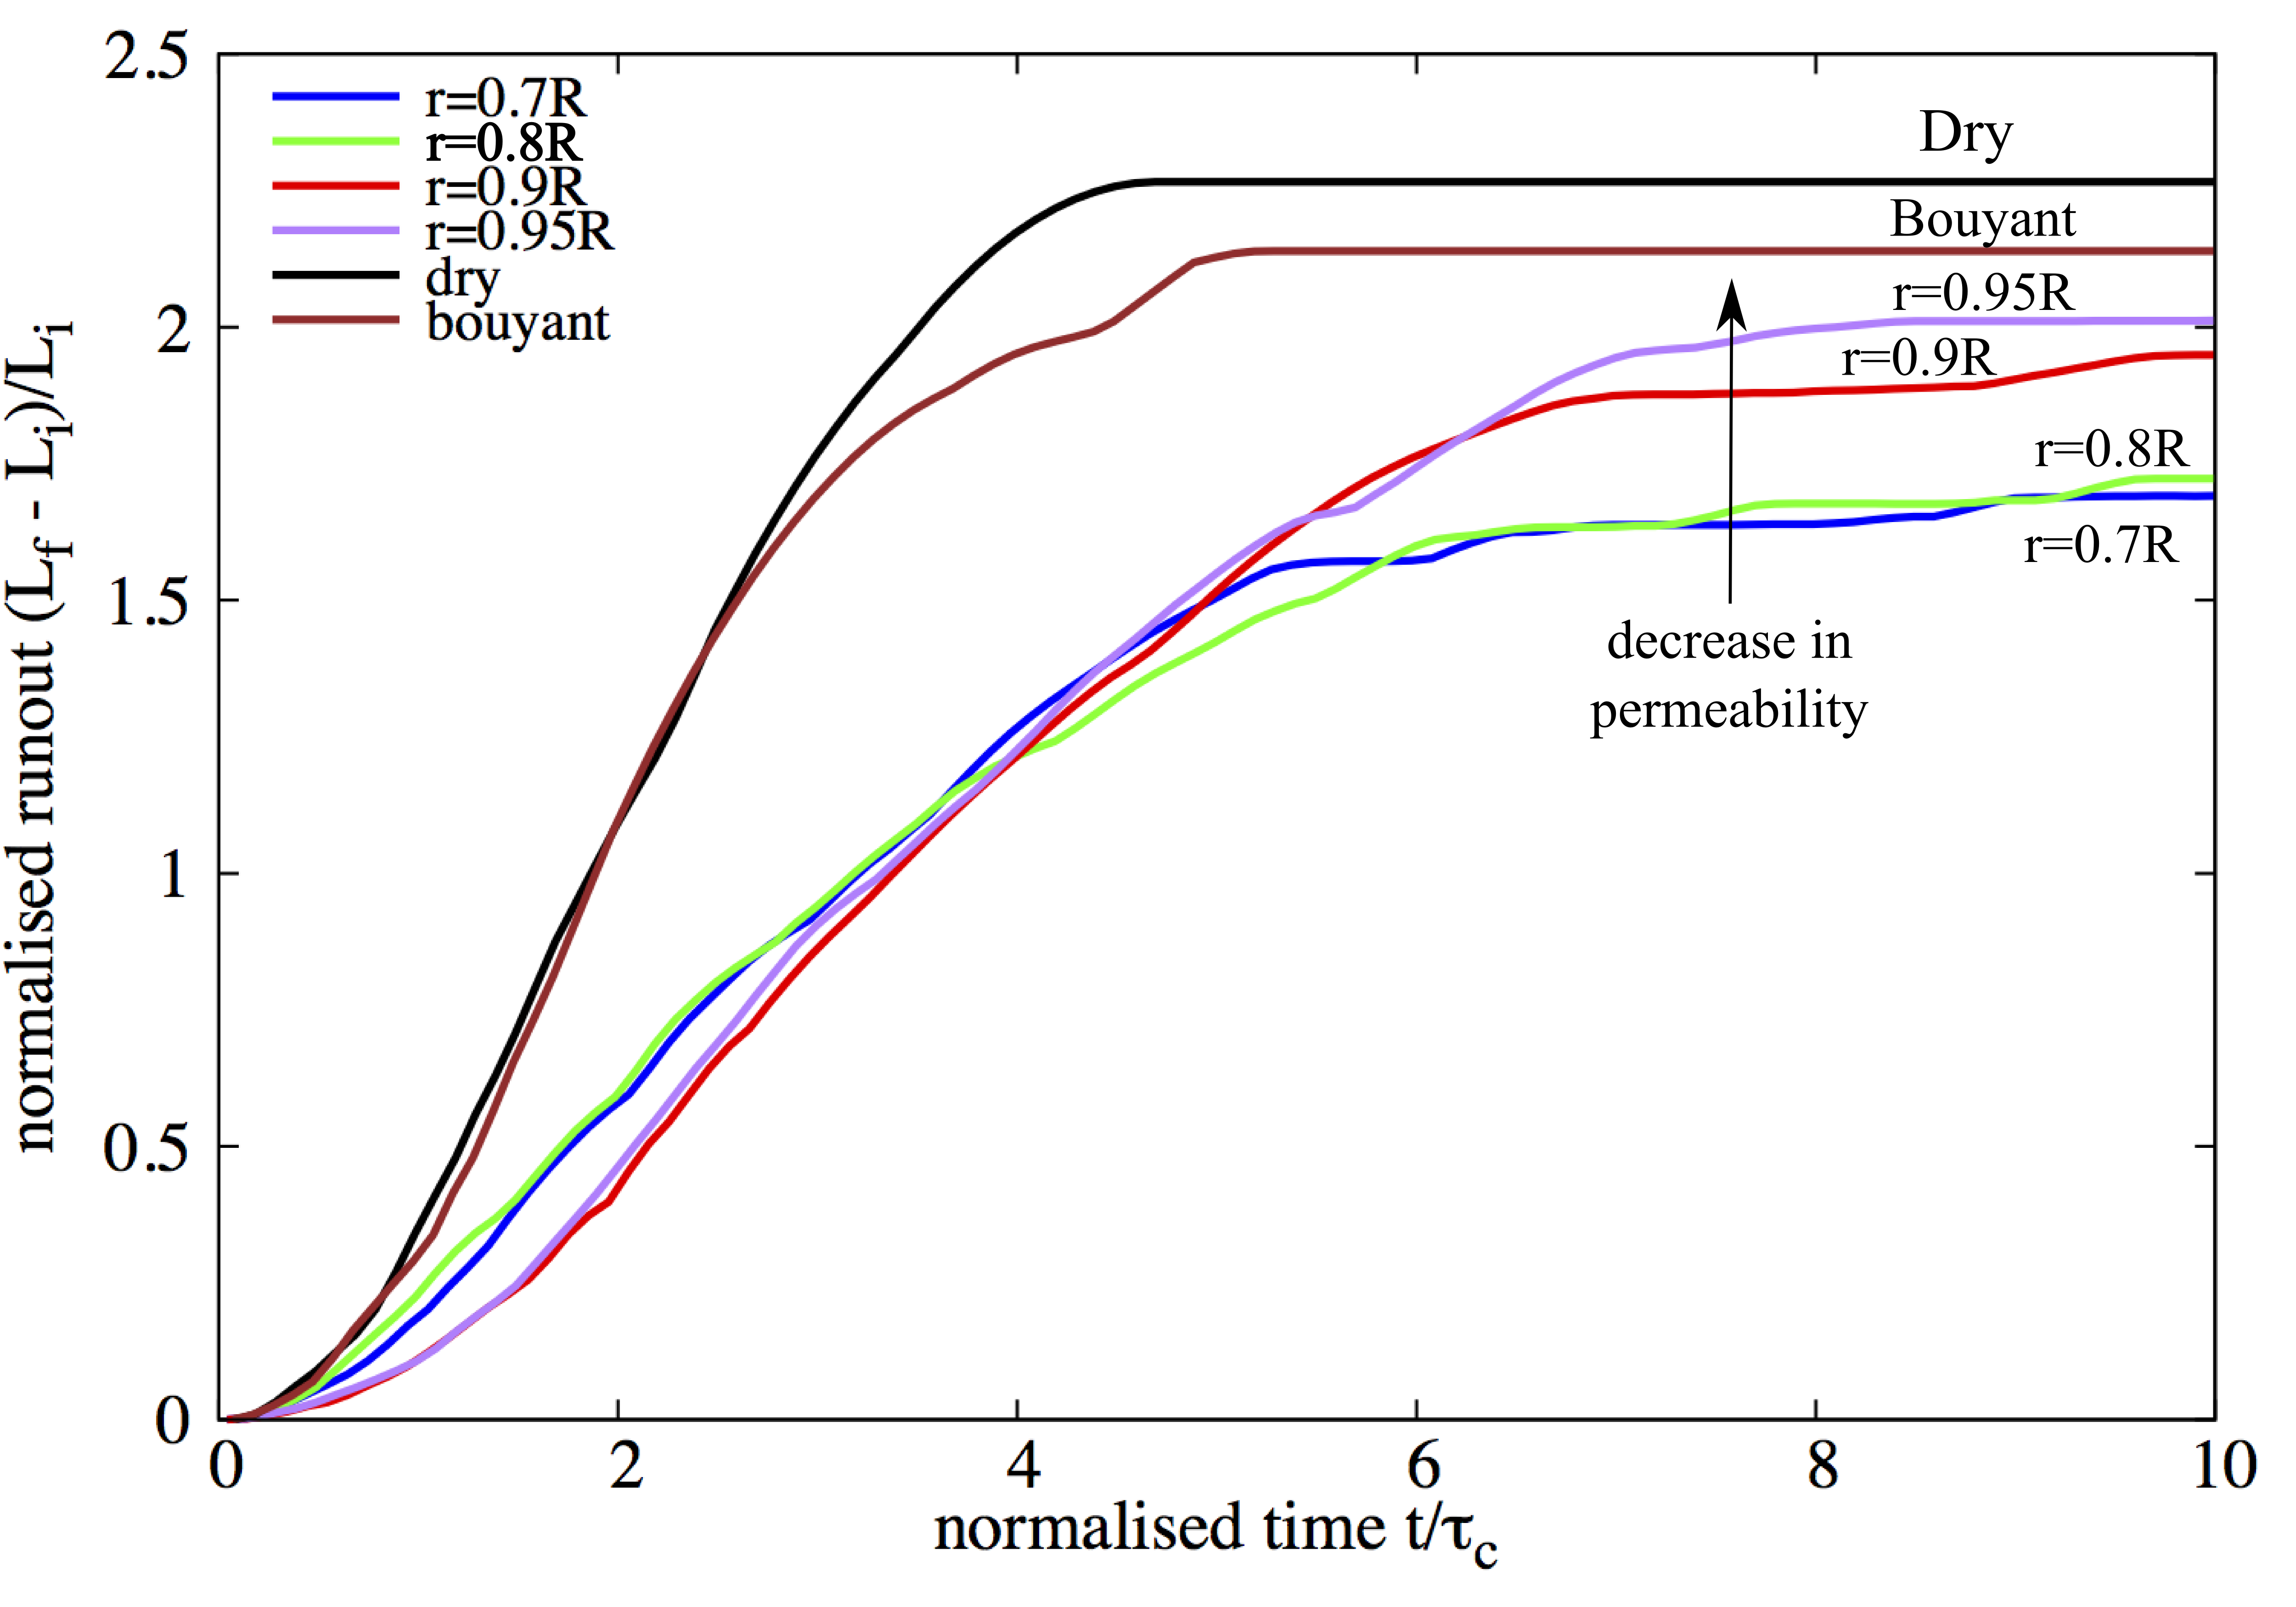 2.5
2
1.5
1
0.5
0
normalised runout (Lf - Li)/Li
r=0.7R
r=0.8R
r=0.9R
r=0.95R
dry
bouyant
Dry
Bouyant
r=0.95R
r=0.9R
r=0.8R
r=0.7R
decrease in
permeability
0 2 4 6 8 10
normalised time t/τc